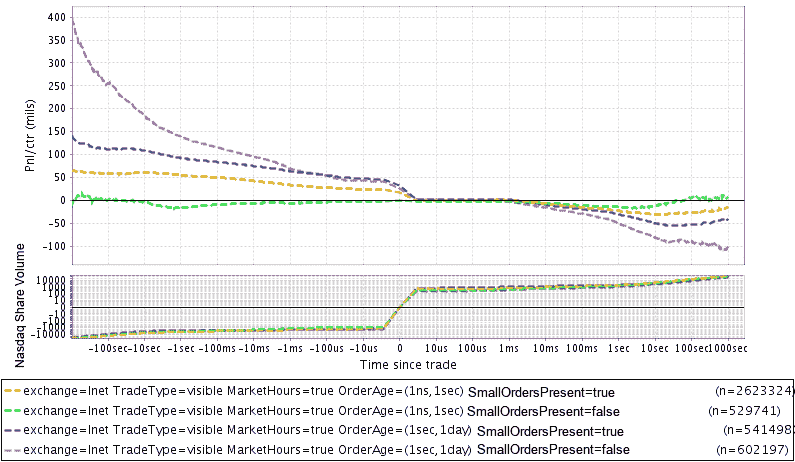 400
350
300
250
200
150
100
50
0
-50
-100
Pnl/ctr (mils)
Nasdaq Share Volume
10000
1000
100
10
1
0
-1
-10
-100
-1000
-10000
-100sec -10sec -1sec -100ms -10ms -1ms -100us -10us 0 10us 100us 1ms 10ms 100ms 1sec 10sec 100sec 1000sec
Time since trade
exchange=Inet TradeType=visible MarketHours=true OrderAge=(1ns,1sec) SmallOrdersPresent=true (n=2623324)
exchange=Inet TradeType=visible MarketHours=true OrderAge=(1ns,1sec) SmallOrdersPresent=false (n=529741)
exchange=Inet TradeType=visible MarketHours=true OrderAge=(1sec,1day) SmallOrdersPresent=true (n=541498
exchange=Inet TradeType=visible MarketHours=true OrderAge=(1sec,1day) SmallOrdersPresent=false (n=602197)